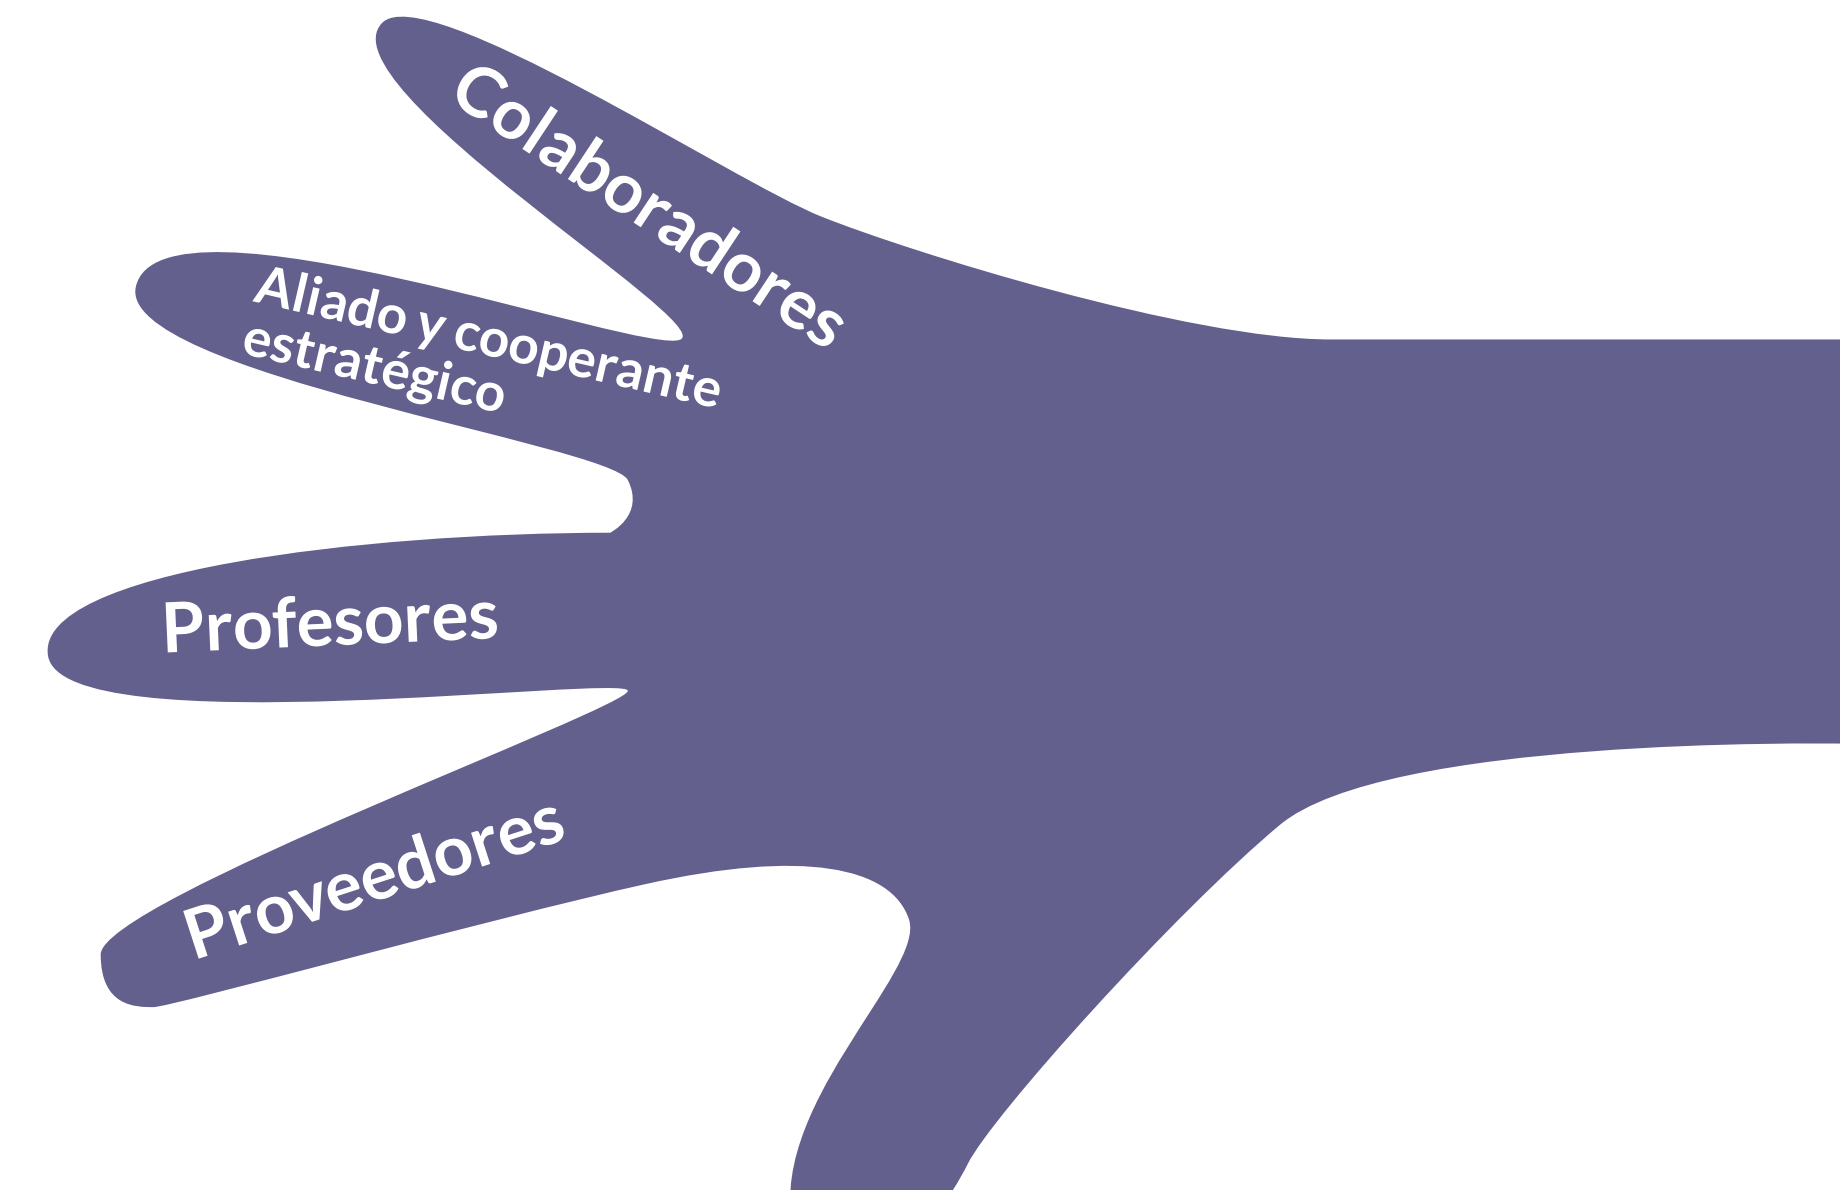 Colaboradores
Aliado y cooperante
estratégico
Profesores
Proveedores